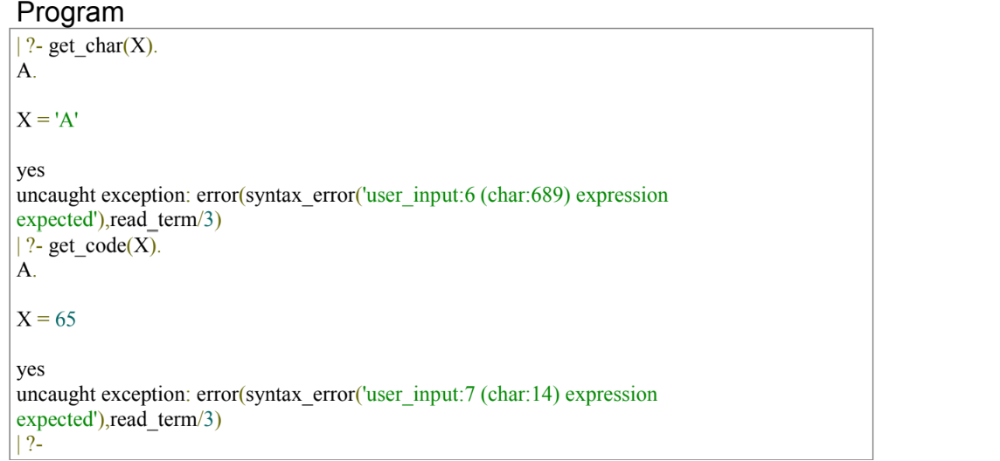 Program
| ?- get_char(X).
A.
X = 'A'
yes
uncaught exception: error(syntax_error('user_input:6 (char:689) expression
expected'),read_term/3)
| ?- get_code(X).
A.
X = 65
yes
uncaught exception: error(syntax_error('user_input:7 (char:14) expression
expected'),read_term/3)
| ?-